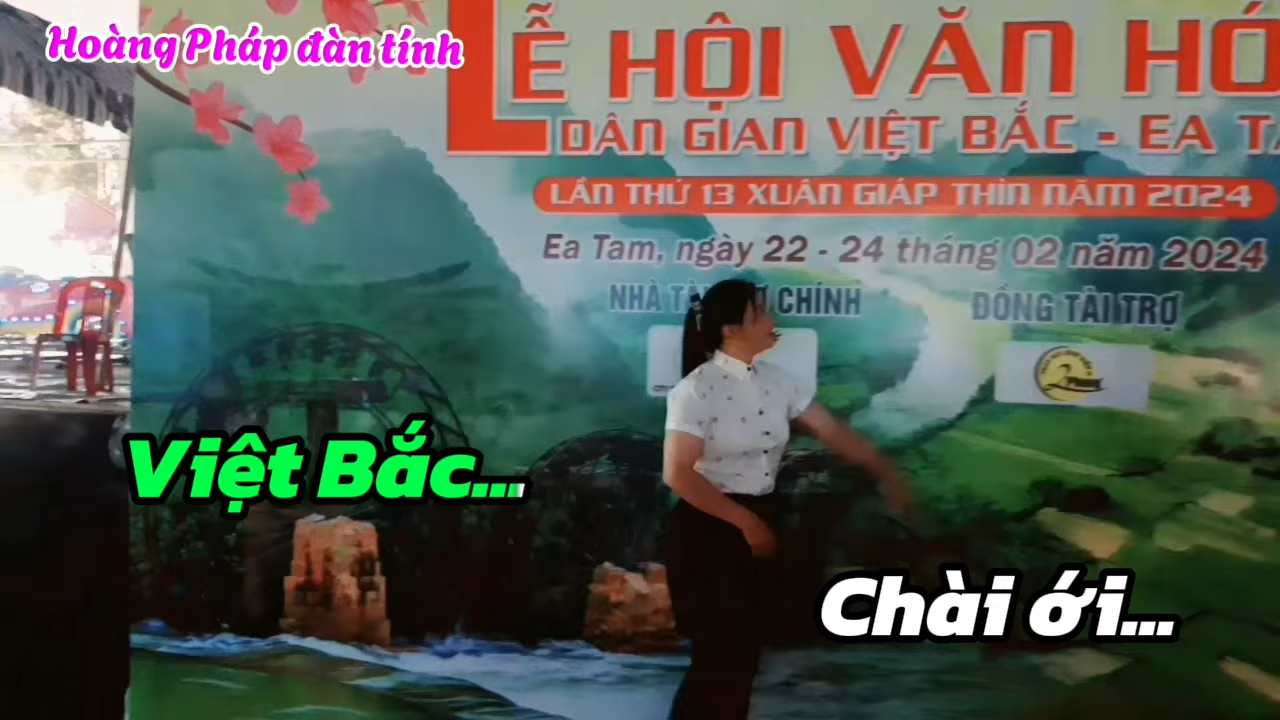 Hoàng Pháp đàn tính
LỄ HỘI VĂN HÓ
DÂN GIAN VIỆT BẮC - EA TA
LẦN THỨ 13 XUÂN GIÁP THÌN NĂM 2024
Ea Tam, ngày 22 - 24 tháng 02 năm 2024
NHÀ TÀI CHÍNH
ĐỒNG TÀI TRỢ
Việt Bắc...
Chài ới...